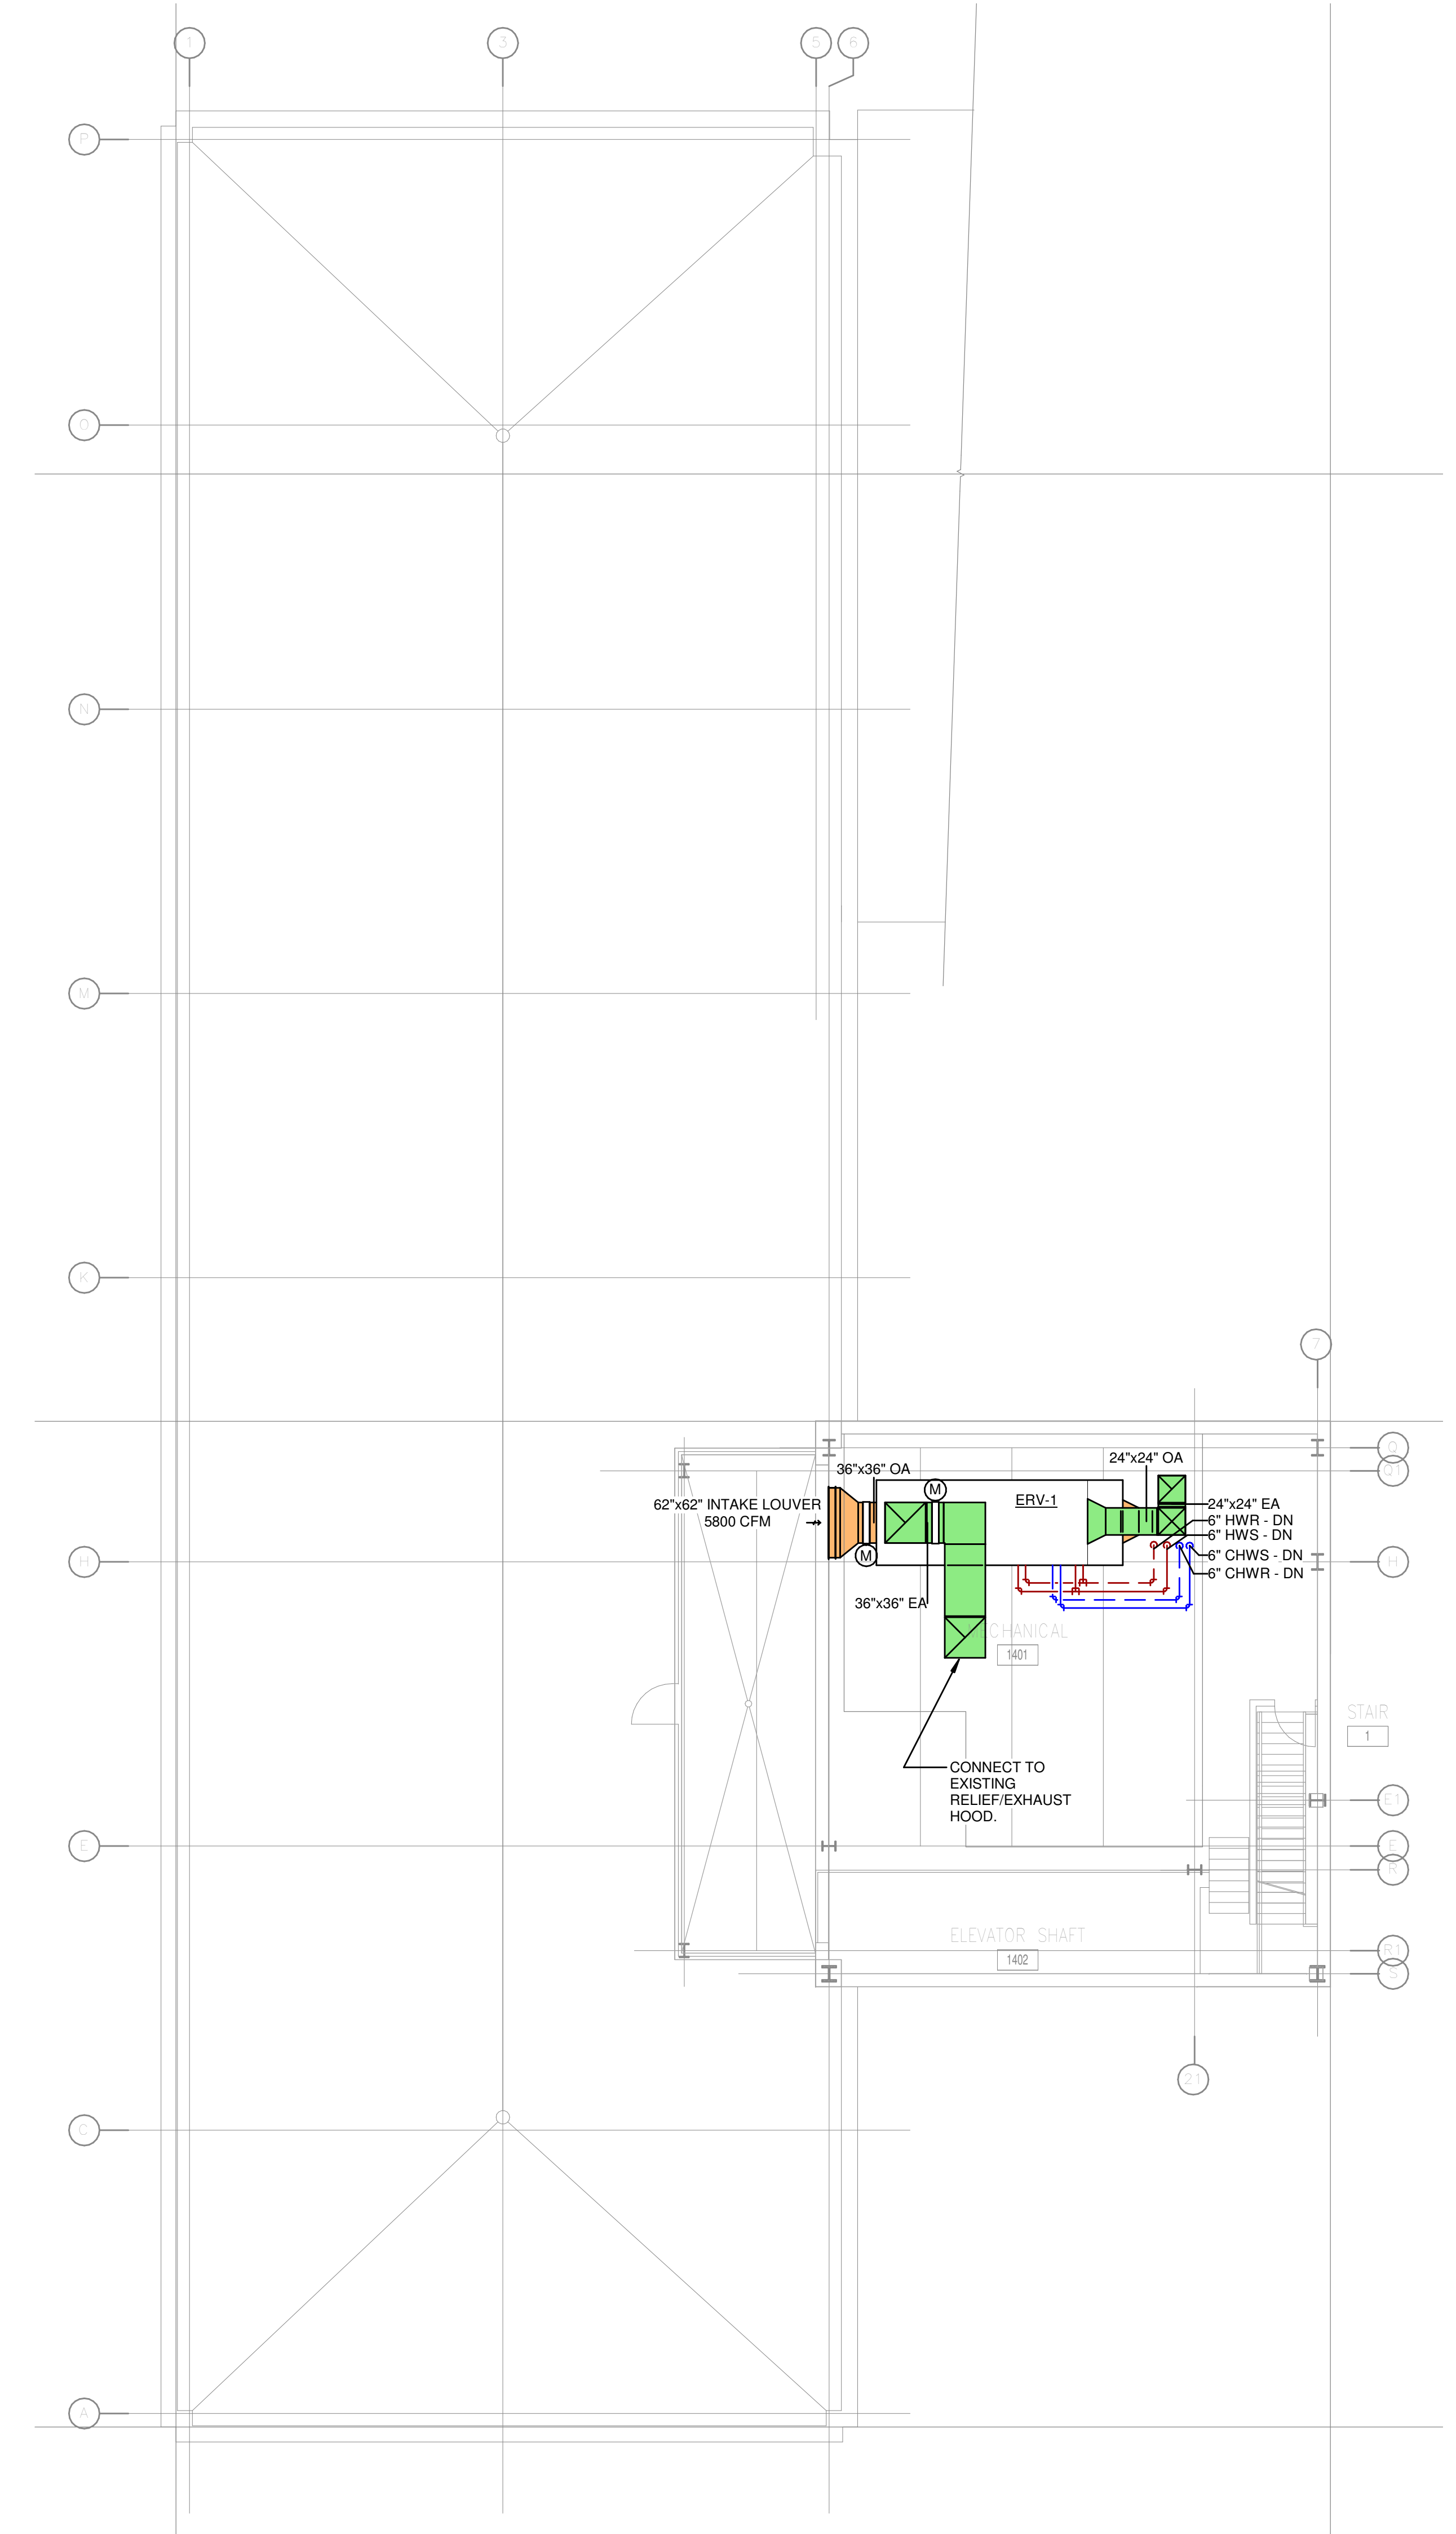 1
3
5
6
P
O
N
M
K
7
Q
Q1
36"x36" OA
24"x24" OA
62"x62" INTAKE LOUVER
5800 CFM
M
ERV-1
24"x24" EA
6" HWR - DN
6" HWS - DN
M
6" CHWS - DN
H
H
6" CHWR - DN
36"x36" EA
MECHANICAL
1401
STAIR
1
CONNECT TO
EXISTING
RELIEF/EXHAUST
HOOD.
E1
E
E
R
ELEVATOR SHAFT
R1
1402
S
21
C
A